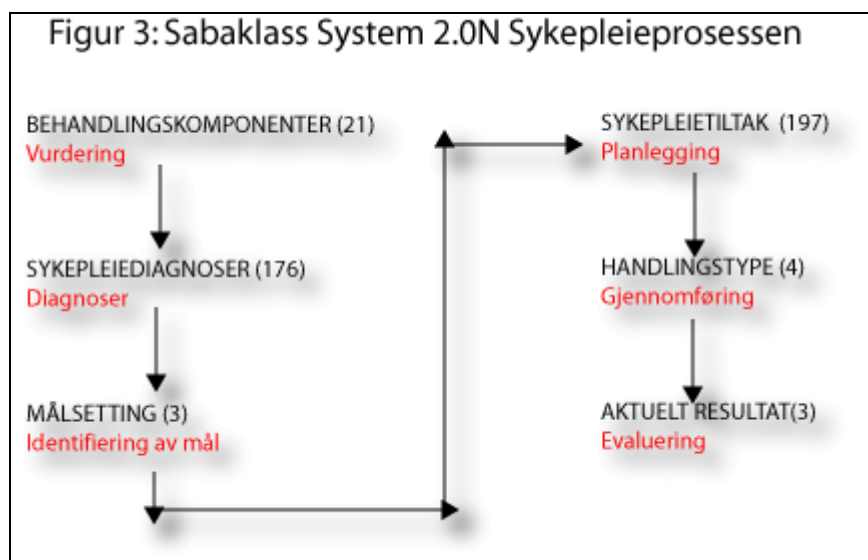 Figur 3: Sabaklass System 2.0N Sykepleieprosessen
BEHANDLINGSKOMPONENTER (21)
Vurdering
SYKEPLEIEDIAGNOSER (176)
Diagnoser
MÅLSETTING (3)
Identifiering av mål
SYKEPLEIETILTAK (197)
Planlegging
HANDLINGSTYPE (4)
Gjennomføring
AKTUELT RESULTAT(3)
Evaluering